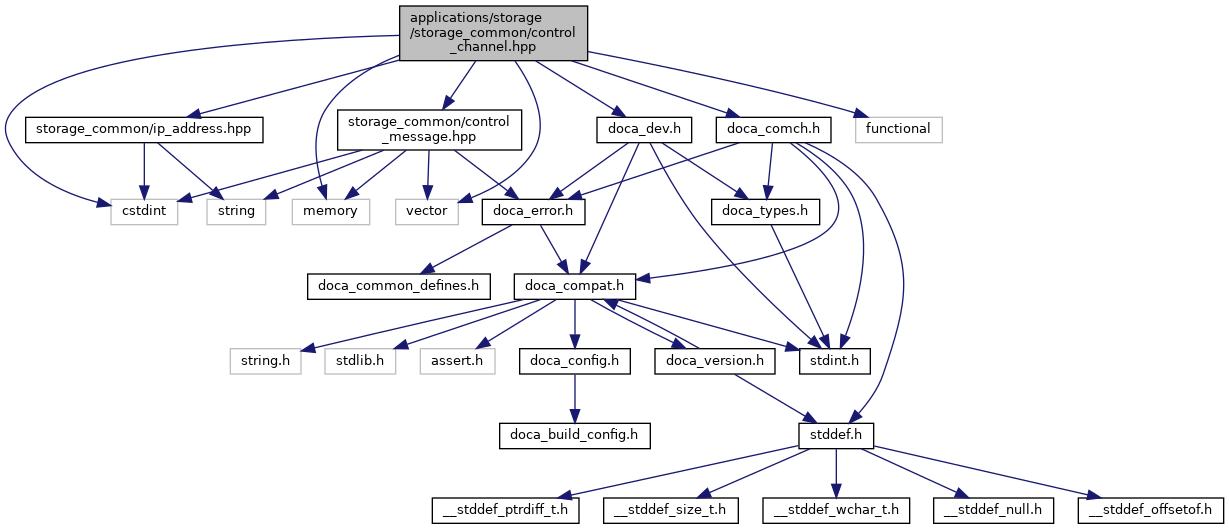 applications/storage
/storage_common/control
_channel.hpp
storage_common/ip_address.hpp
storage_common/control
_message.hpp
doca_dev.h
doca_comch.h
functional
cstdint
string
memory
vector
doca_error.h
doca_types.h
doca_common_defines.h
doca_compat.h
string.h
stdlib.h
assert.h
doca_config.h
doca_version.h
stdint.h
doca_build_config.h
stddef.h
__stddef_ptrdiff_t.h
__stddef_size_t.h
__stddef_wchar_t.h
__stddef_null.h
__stddef_offsetof.h